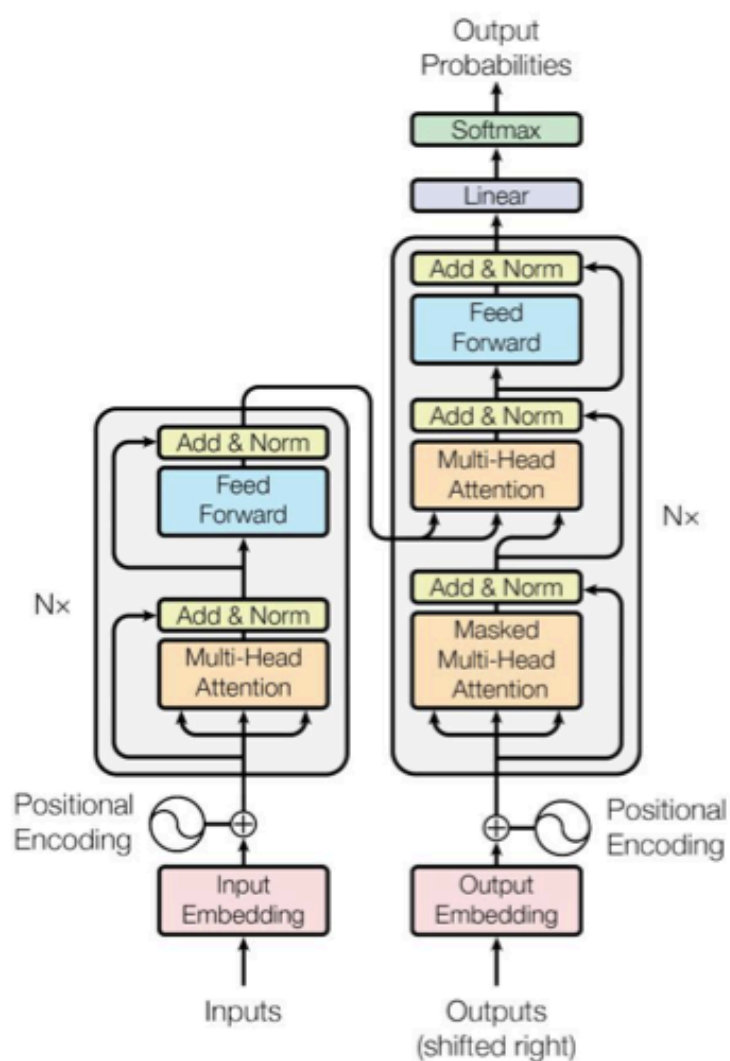 Output
Probabilities
Softmax
Linear
Add & Norm
Feed
Forward
Add & Norm
Multi-Head
Attention
Nx
Add & Norm
Masked
Multi-Head
Attention
Add & Norm
Feed
Forward
Nx
Add & Norm
Multi-Head
Attention
Positional
Encoding
Positional
Encoding
Input
Embedding
Output
Embedding
Inputs
Outputs
(shifted right)